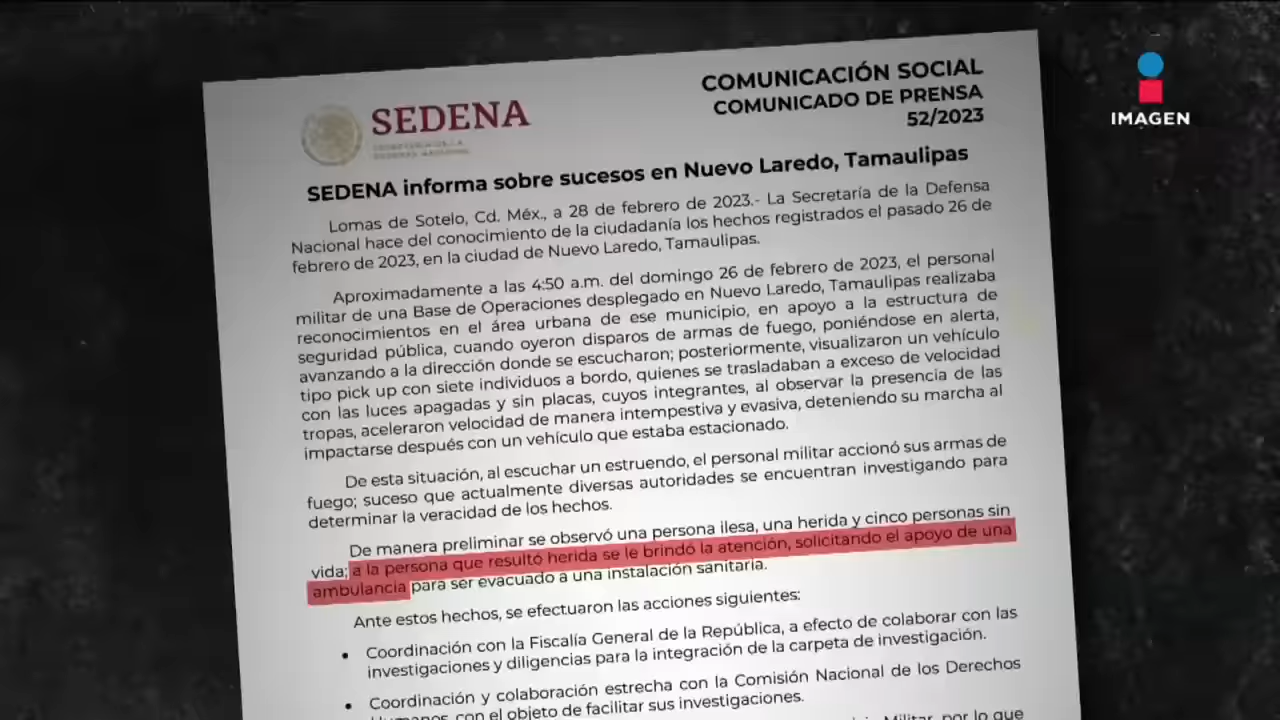 IMAGEN
COMUNICACIÓN SOCIAL
COMUNICADO DE PRENSA
52/2023
SEDENA
SECRETARÍA DE LA
DEFENSA NACIONAL
SEDENA informa sobre sucesos en Nuevo Laredo, Tamaulipas
Lomas de Sotelo, Cd. Méx., a 28 de febrero de 2023.- La Secretaría de la Defensa
Nacional hace del conocimiento de la ciudadanía los hechos registrados el pasado 26 de
febrero de 2023, en la ciudad de Nuevo Laredo, Tamaulipas.
Aproximadamente a las 4:50 a.m. del domingo 26 de febrero de 2023, el personal
militar de una Base de Operaciones desplegado en Nuevo Laredo, Tamaulipas realizaba
reconocimientos en el área urbana de ese municipio, en apoyo a la estructura de
seguridad pública, cuando oyeron disparos de armas de fuego, poniéndose en alerta,
avanzando a la dirección donde se escucharon; posteriormente, visualizaron un vehículo
tipo pick up con siete individuos a bordo, quienes se trasladaban a exceso de velocidad
con las luces apagadas y sin placas, cuyos integrantes, al observar la presencia de las
tropas, aceleraron velocidad de manera intempestiva y evasiva, deteniendo su marcha al
impactarse después con un vehículo que estaba estacionado.
De esta situación, al escuchar un estruendo, el personal militar accionó sus armas de
fuego; suceso que actualmente diversas autoridades se encuentran investigando para
determinar la veracidad de los hechos.
De manera preliminar se observó una persona ilesa, una herida y cinco personas sin
vida; a la persona que resultó herida se le brindó la atención, solicitando el apoyo de una
ambulancia para ser evacuado a una instalación sanitaria.
Ante estos hechos, se efectuaron las acciones siguientes:
• Coordinación con la Fiscalía General de la República, a efecto de colaborar con las
investigaciones y diligencias para la integración de la carpeta de investigación.
• Coordinación y colaboración estrecha con la Comisión Nacional de los Derechos
Humanos, con el objeto de facilitar sus investigaciones.
Militar, por lo que